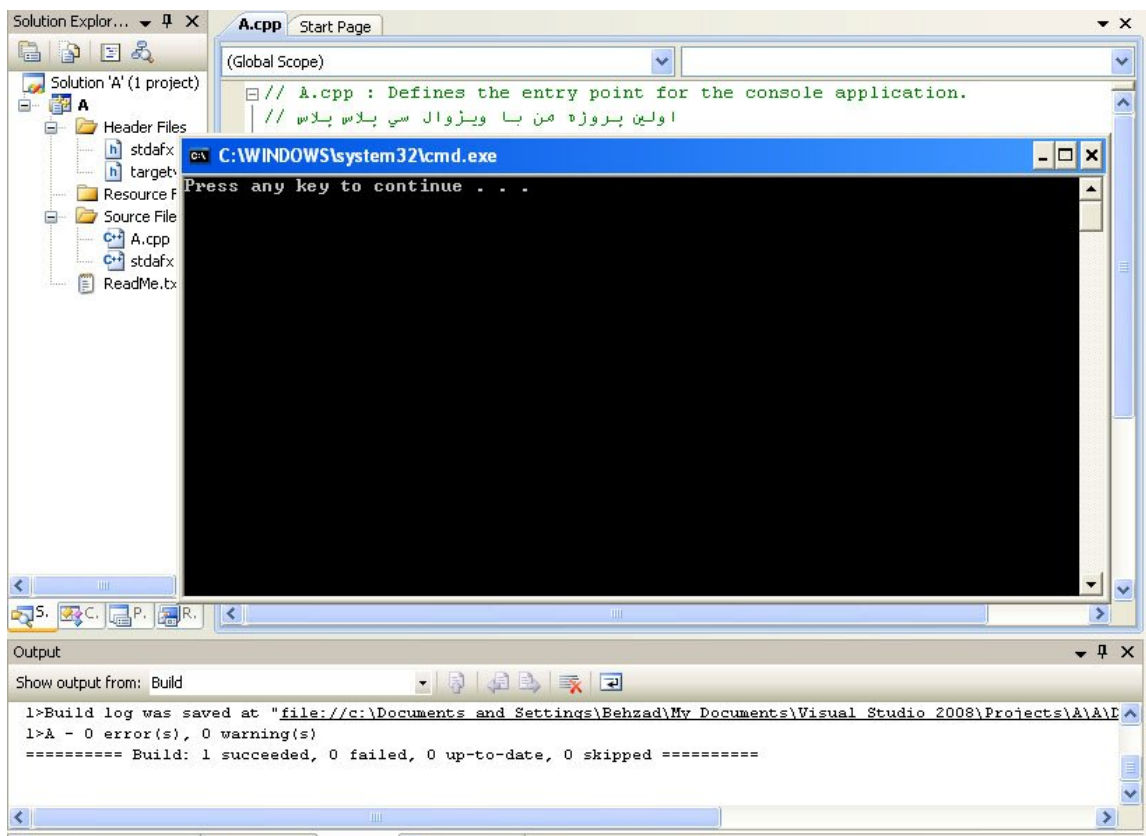 Solution Explor...
A.cpp
Start Page
(Global Scope)
Solution 'A' (1 project)
A
Header Files
stdafx
target
Resource F
Source File
A.cpp
stdafx
ReadMe.tx
// A.cpp : Defines the entry point for the console application.
// اولين پروژه من با ويژوال سي پلاس پلاس
C:\WINDOWS\system32\cmd.exe
Press any key to continue . . .
S.
C.
P.
R.
Output
Show output from: Build
1>Build log was saved at "file://c:\Documents and Settings\Behzad\My Documents\Visual Studio 2008\Projects\A\A\D
1>A - 0 error(s), 0 warning(s)
========== Build: 1 succeeded, 0 failed, 0 up-to-date, 0 skipped ==========